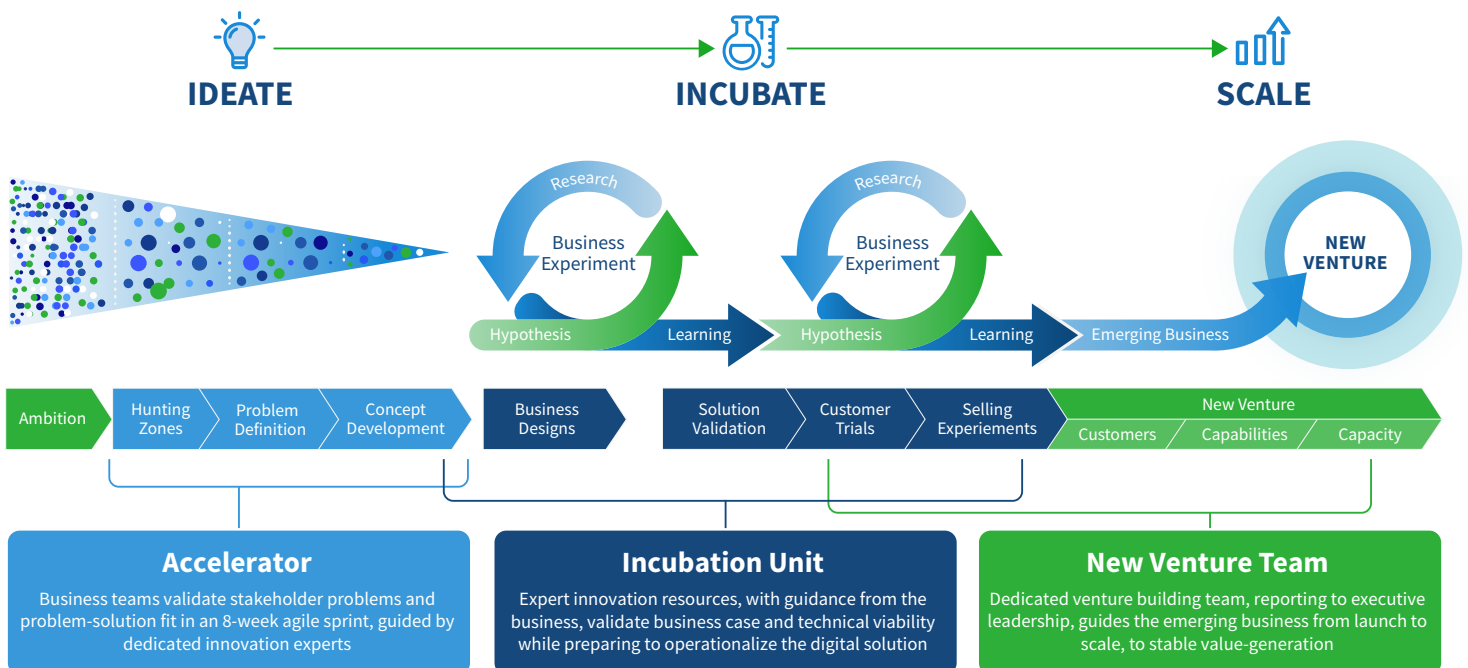 IDEATE
INCUBATE
SCALE
Research
Business
Experiment
Hypothesis
Learning
Research
Business
Experiment
Hypothesis
Learning
Emerging Business
NEW
VENTURE
Ambition
Hunting
Zones
Problem
Definition
Concept
Development
Business
Designs
Solution
Validation
Customer
Trials
Selling
Experiements
New Venture
Customers
Capabilities
Capacity
Accelerator
Business teams validate stakeholder problems and
problem-solution fit in an 8-week agile sprint, guided by
dedicated innovation experts
Incubation Unit
Expert innovation resources, with guidance from the
business, validate business case and technical viability
while preparing to operationalize the digital solution
New Venture Team
Dedicated venture building team, reporting to executive
leadership, guides the emerging business from launch to
scale, to stable value-generation